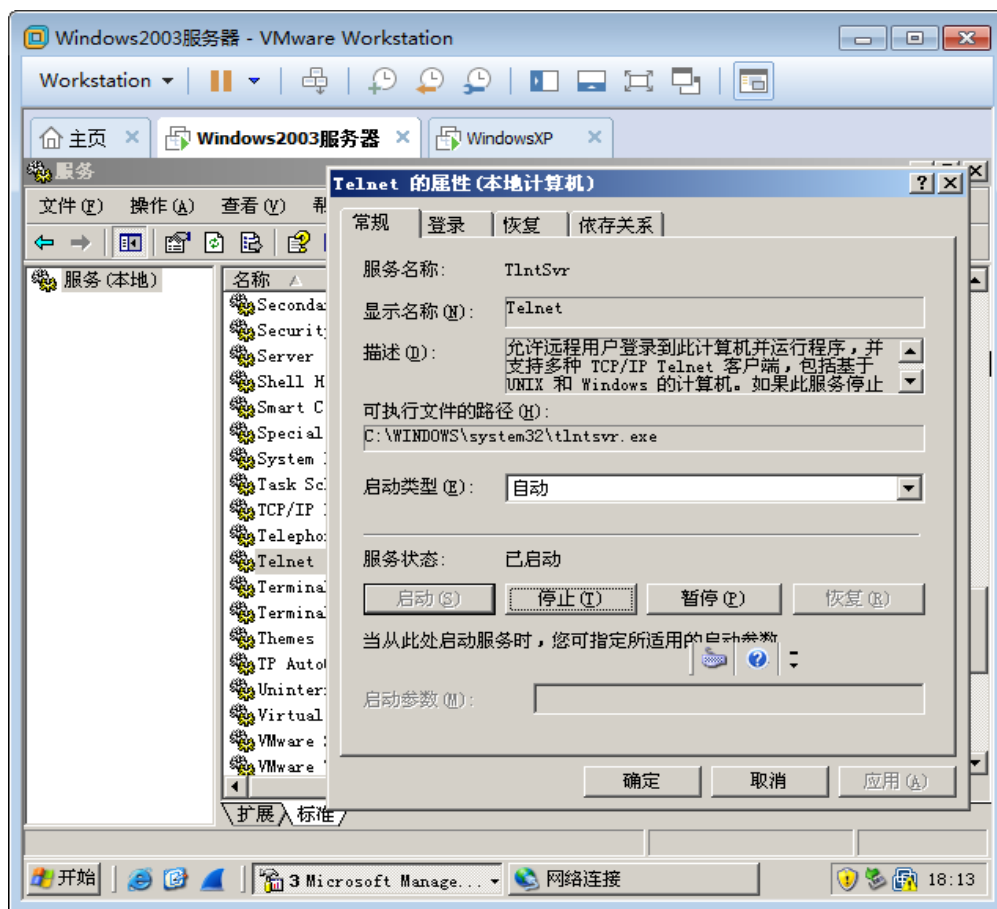 Windows2003服务器 - VMware Workstation
Workstation
主页
Windows2003服务器
WindowsXP
服务
Telnet 的属性(本地计算机)
文件(F) 操作(A) 查看(V)
常规 登录 恢复 依存关系
服务(本地)
名称
服务名称: TlntSvr
显示名称(N): Telnet
描述(D): 允许远程用户登录到此计算机并运行程序，并
支持多种 TCP/IP Telnet 客户端，包括基于
UNIX 和 Windows 的计算机。如果此服务停止
可执行文件的路径(H):
C:\WINDOWS\system32\tlntsvr.exe
启动类型(E): 自动
服务状态: 已启动
启动(S) 停止(T) 暂停(P) 恢复(R)
当从此处启动服务时，您可指定所适用的启动参数
启动参数(M):
确定 取消 应用(A)
Server
Shell H
Smart C
Special
System
Task Sc
TCP/IP
Telnet
Themes
Virtual
VMware
VMware
扩展 标准
开始
3 Microsoft Manage...
网络连接
18:13